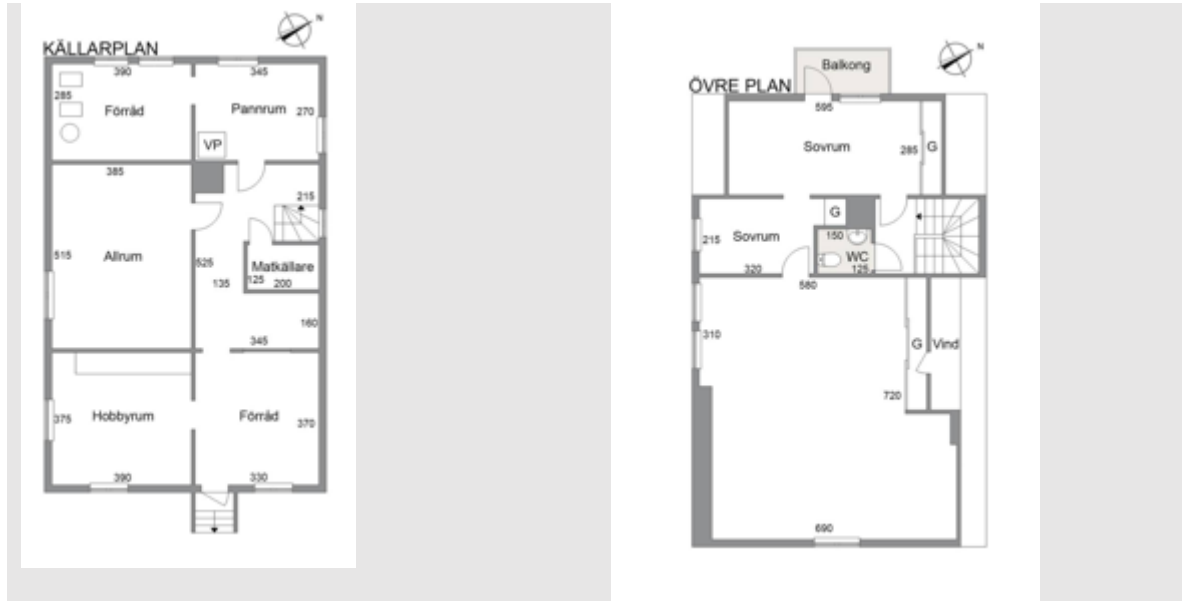 N
KÄLLARPLAN
390
345
285
Förråd
Pannrum
270
VP
385
215
515
Allrum
525
Matkällare
135
125
200
160
345
375
Hobbyrum
Förråd
370
390
330
N
Balkong
ÖVRE PLAN
595
Sovrum
285
G
G
215
Sovrum
150
WC
320
125
580
310
G
Vind
720
690